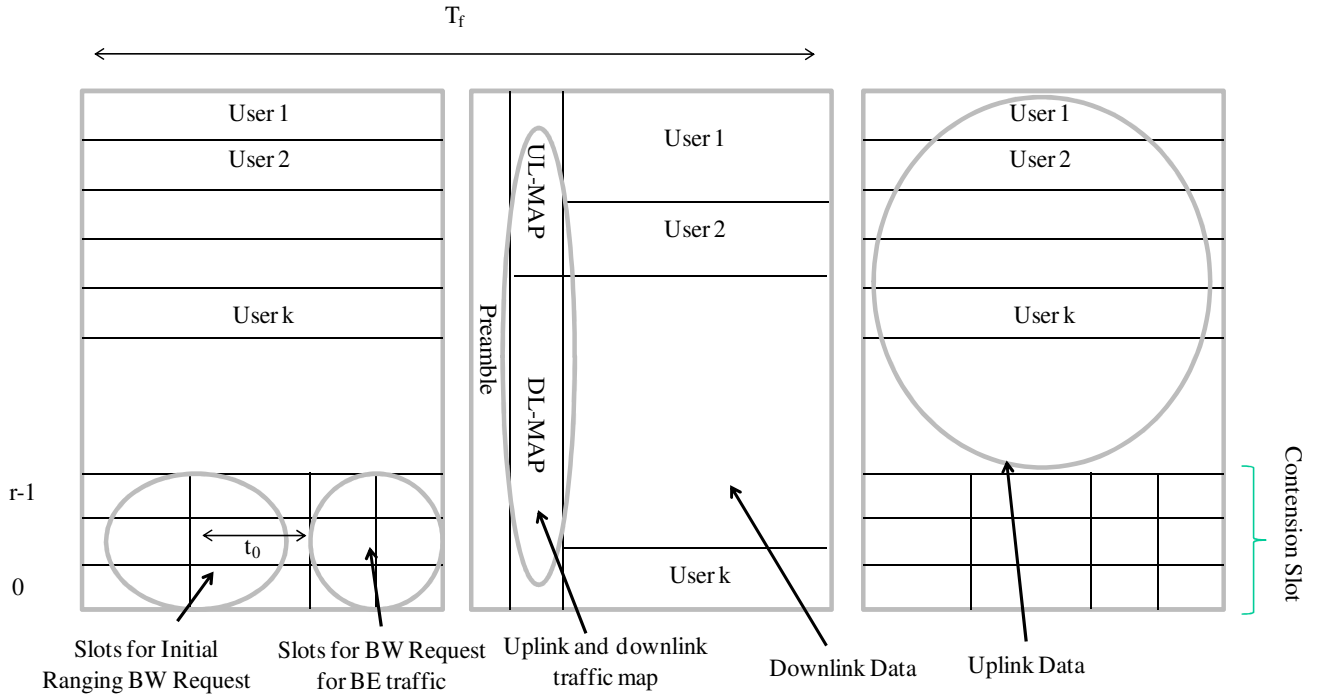 Tf
User 1
User 2
User k
r-1
0
t0
Slots for Initial
Ranging BW Request
Slots for BW Request
for BE traffic
Preamble
UL-MAP
DL-MAP
User 1
User 2
User k
Uplink and downlink
traffic map
Downlink Data
User 1
User 2
User k
Uplink Data
Contension Slot